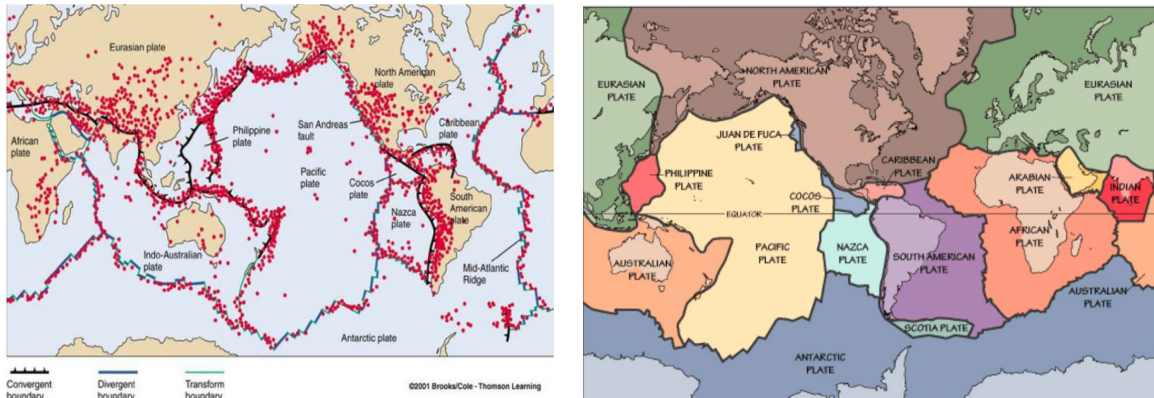 Eurasian plate
North American
plate
African
plate
Philippine
plate
San Andreas
fault
Caribbean
plate
Pacific
plate
Cocos
plate
Nazca
plate
South
American
plate
Indo-Australian
plate
Mid-Atlantic
Ridge
Antarctic plate
Convergent
boundary
Divergent
boundary
Transform
boundary
©2001 Brooks/Cole - Thomson Learning
EURASIAN
PLATE
NORTH AMERICAN
PLATE
EURASIAN
PLATE
JUAN DE FUCA
PLATE
PHILIPPINE
PLATE
CARIBBEAN
PLATE
ARABIAN
PLATE
INDIAN
PLATE
COCOS
PLATE
EQUATOR
AUSTRALIAN
PLATE
PACIFIC
PLATE
NAZCA
PLATE
SOUTH AMERICAN
PLATE
AFRICAN
PLATE
AUSTRALIAN
PLATE
SCOTIA PLATE
ANTARCTIC
PLATE